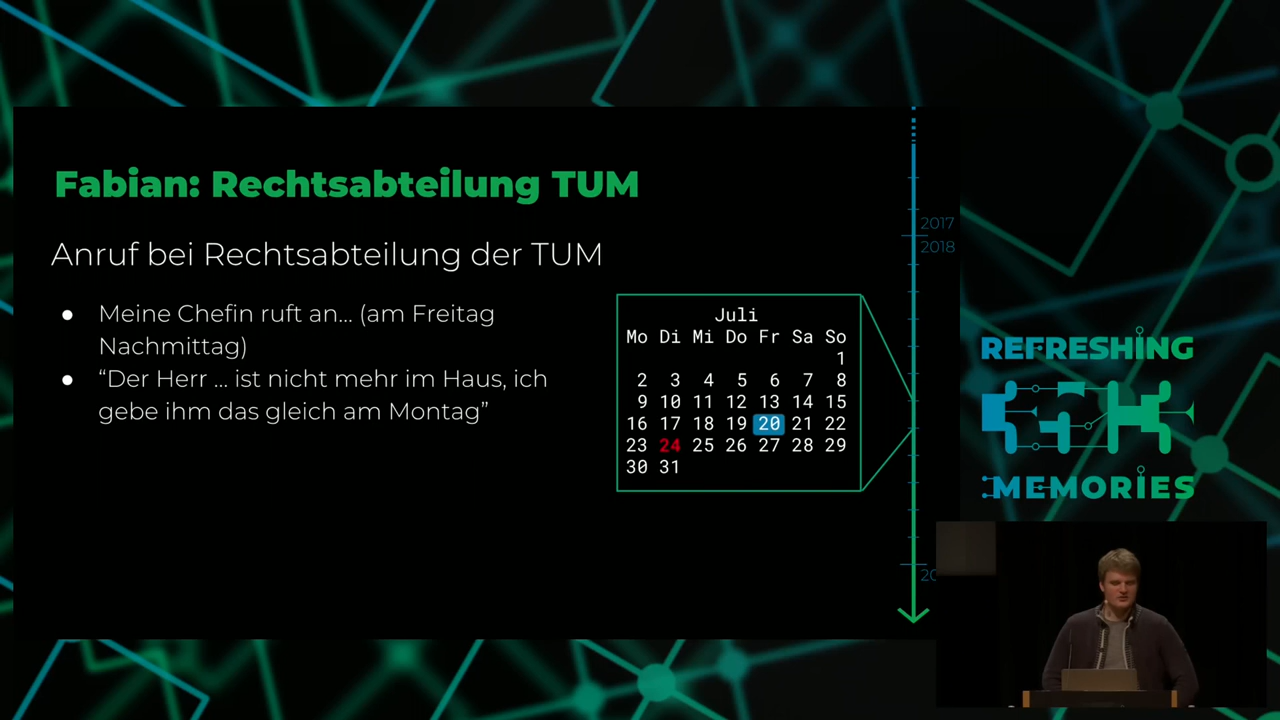 Fabian: Rechtsabteilung TUM
Anruf bei Rechtsabteilung der TUM
● Meine Chefin ruft an... (am Freitag
Nachmittag)
● “Der Herr ... ist nicht mehr im Haus, ich
gebe ihm das gleich am Montag”
Juli
Mo Di Mi Do Fr Sa So
1
2 3 4 5 6 7 8
9 10 11 12 13 14 15
16 17 18 19 20 21 22
23 24 25 26 27 28 29
30 31
2017
2018
20
REFRESHING
MEMORIES